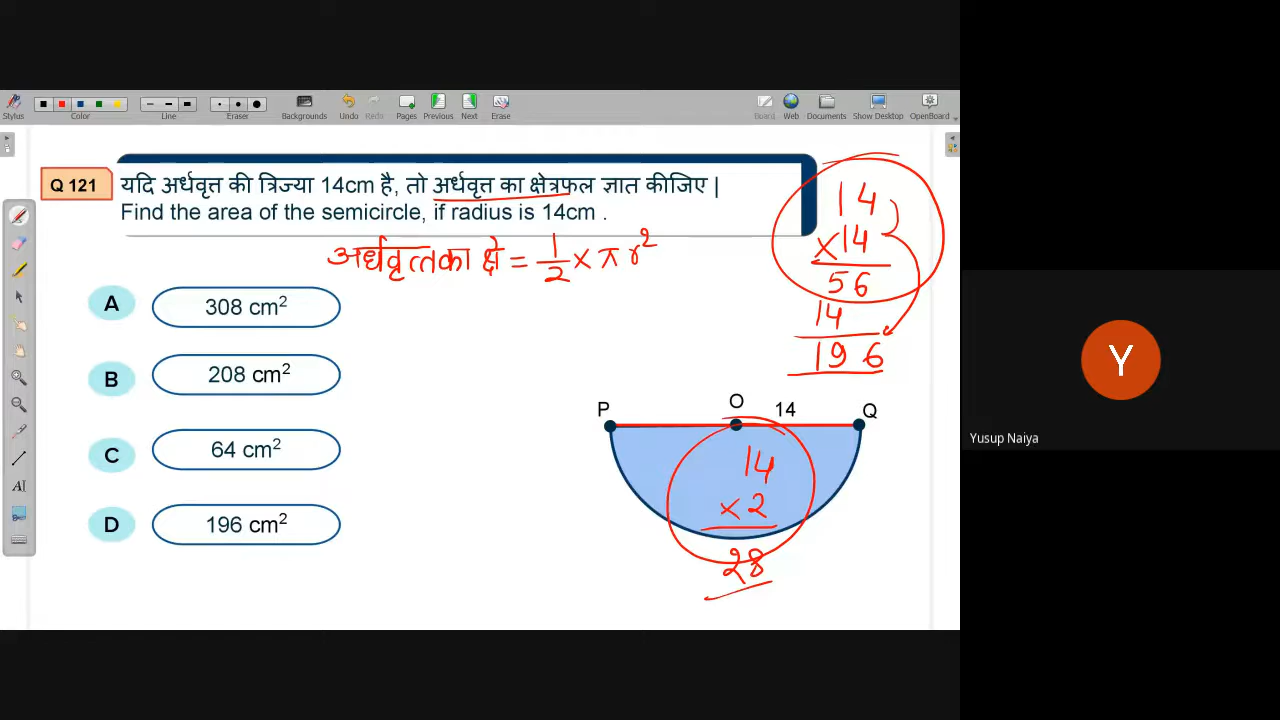 Stylus
Color
Line
Eraser
Backgrounds
Undo
Redo
Pages
Previous
Next
Erase
Board
Web
Documents
Show Desktop
OpenBoard
Q 121
यदि अर्धवृत्त की त्रिज्या 14cm है, तो अर्धवृत्त का क्षेत्रफल ज्ञात कीजिए |
Find the area of the semicircle, if radius is 14cm .
अर्धवृत्त का क्षे = 1/2 × π r²
14
×14
56
14
196
A 308 cm²
B 208 cm²
C 64 cm²
D 196 cm²
P O 14 Q
14
× 2
28
AI
Y
Yusup Naiya